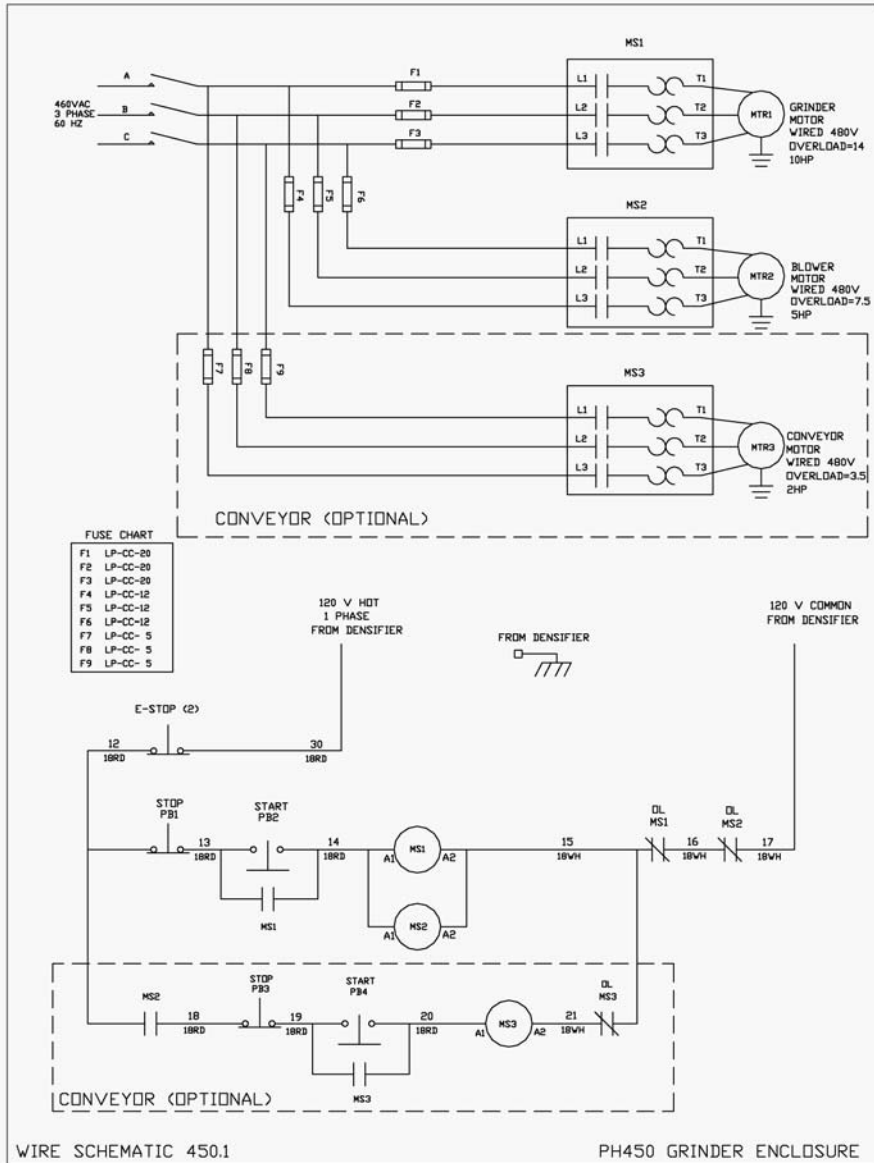 MS1
A
F1
L1
T1
460VAC
3 PHASE
60 HZ
B
F2
L2
T2
MTR1
GRINDER
MOTOR
WIRED 480V
OVERLOAD=14
10HP
C
F3
L3
T3
F4
F5
F6
MS2
L1
T1
L2
T2
MTR2
BLOWER
MOTOR
WIRED 480V
OVERLOAD=7.5
5HP
L3
T3
F7
F8
F9
MS3
L1
T1
L2
T2
MTR3
CONVEYOR
MOTOR
WIRED 480V
OVERLOAD=3.5
2HP
L3
T3
CONVEYOR (OPTIONAL)
FUSE CHART
F1 LP-CC-20
F2 LP-CC-20
F3 LP-CC-20
F4 LP-CC-12
F5 LP-CC-12
F6 LP-CC-12
F7 LP-CC- 5
F8 LP-CC- 5
F9 LP-CC- 5
120 V HOT
1 PHASE
FROM DENSIFIER
FROM DENSIFIER
120 V COMMON
FROM DENSIFIER
E-STOP (2)
12
18RD
30
18RD
STOP
PB1
13
18RD
START
PB2
MS1
14
18RD
A1
MS1
A2
A1
MS2
A2
15
18WH
OL
MS1
16
18WH
OL
MS2
17
18WH
MS2
18
18RD
STOP
PB3
19
18RD
START
PB4
MS3
20
18RD
A1
MS3
A2
21
18WH
OL
MS3
CONVEYOR (OPTIONAL)
WIRE SCHEMATIC 450.1
PH450 GRINDER ENCLOSURE